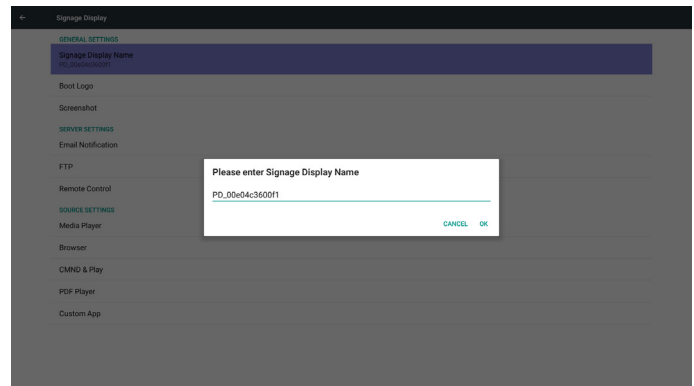 Signage Display
GENERAL SETTINGS
Signage Display Name
PD_00e04c3600f1
Boot Logo
Screenshot
SERVER SETTINGS
Email Notification
FTP
Remote Control
Please enter Signage Display Name
PD_00e04c3600f1
CANCEL OK
SOURCE SETTINGS
Media Player
Browser
CMND & Play
PDF Player
Custom App